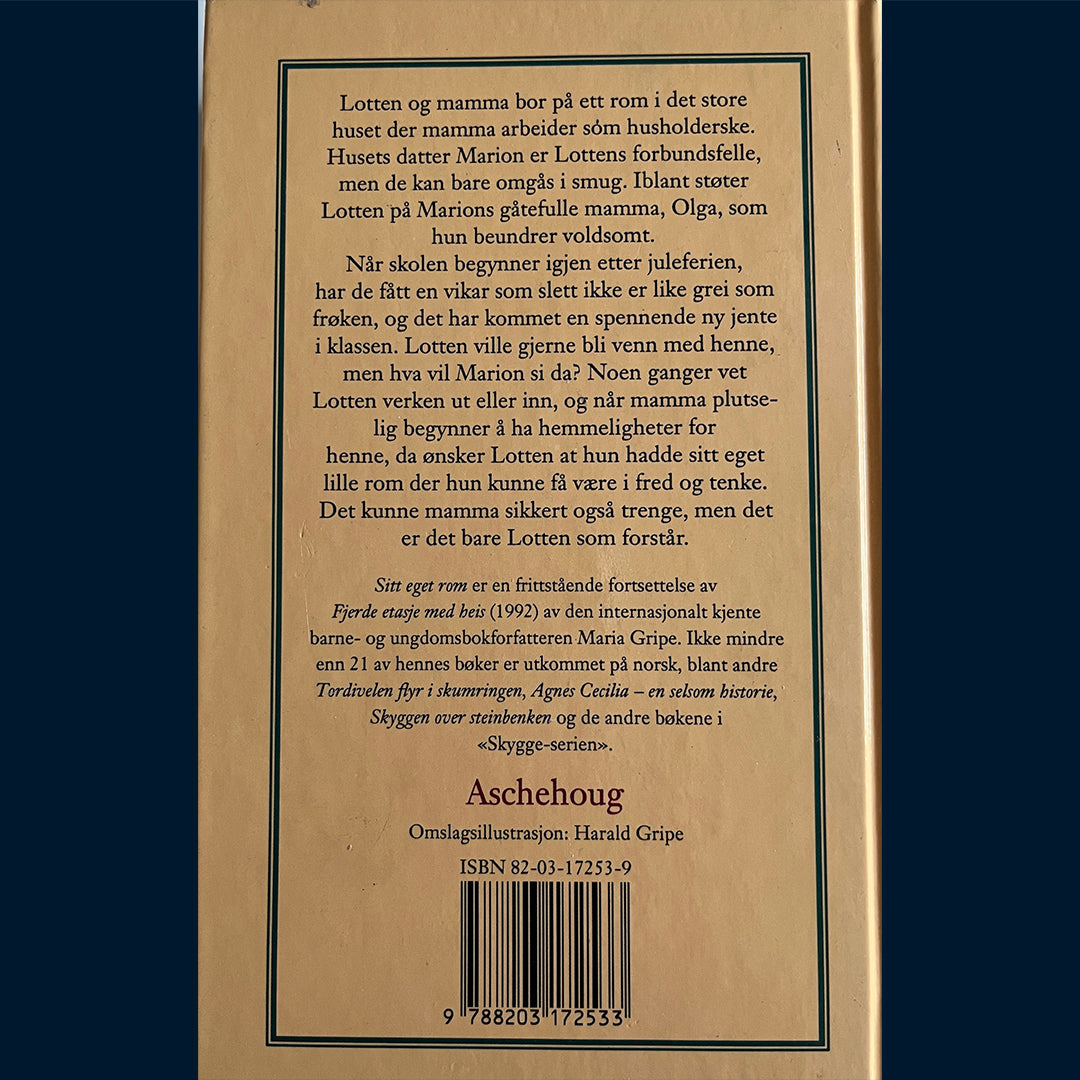 Lotten og mamma bor på ett rom i det store
huset der mamma arbeider som husholderske.
Husets datter Marion er Lottens forbundsfelle,
men de kan bare omgås i smug. Iblant støter
Lotten på Marions gåtefulle mamma, Olga, som
hun beundrer voldsomt.
Når skolen begynner igjen etter juleferien,
har de fått en vikar som slett ikke er like grei som
frøken, og det har kommet en spennende ny jente
i klassen. Lotten ville gjerne bli venn med henne,
men hva vil Marion si da? Noen ganger vet
Lotten verken ut eller inn, og når mamma plutse-
lig begynner å ha hemmeligheter for
henne, da ønsker Lotten at hun hadde sitt eget
lille rom der hun kunne få være i fred og tenke.
Det kunne mamma sikkert også trenge, men det
er det bare Lotten som forstår.
Sitt eget rom er en frittstående fortsettelse av
Fjerde etasje med heis (1992) av den internasjonalt kjente
barne- og ungdomsbokforfatteren Maria Gripe. Ikke mindre
enn 21 av hennes bøker er utkommet på norsk, blant andre
Tordivelen flyr i skumringen, Agnes Cecilia – en selsom historie,
Skyggen over steinbenken og de andre bøkene i
«Skygge-serien».
Aschehoug
Omslagsillustrasjon: Harald Gripe
ISBN 82-03-17253-9
9 788203 172533